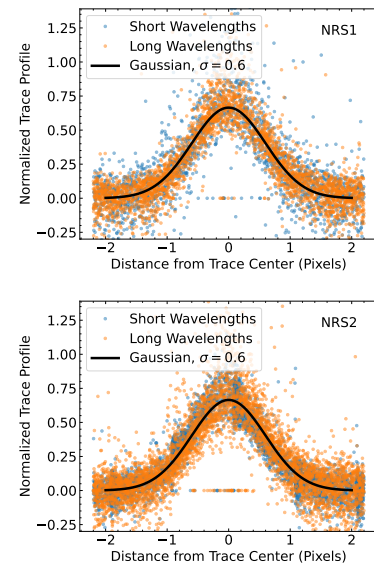 1.25
1.00
0.75
0.50
0.25
0.00
−0.25
Normalized Trace Profile
Short Wavelengths
Long Wavelengths
Gaussian, σ = 0.6
NRS1
−2 −1 0 1 2
Distance from Trace Center (Pixels)
1.25
1.00
0.75
0.50
0.25
0.00
−0.25
Normalized Trace Profile
Short Wavelengths
Long Wavelengths
Gaussian, σ = 0.6
NRS2
−2 −1 0 1 2
Distance from Trace Center (Pixels)